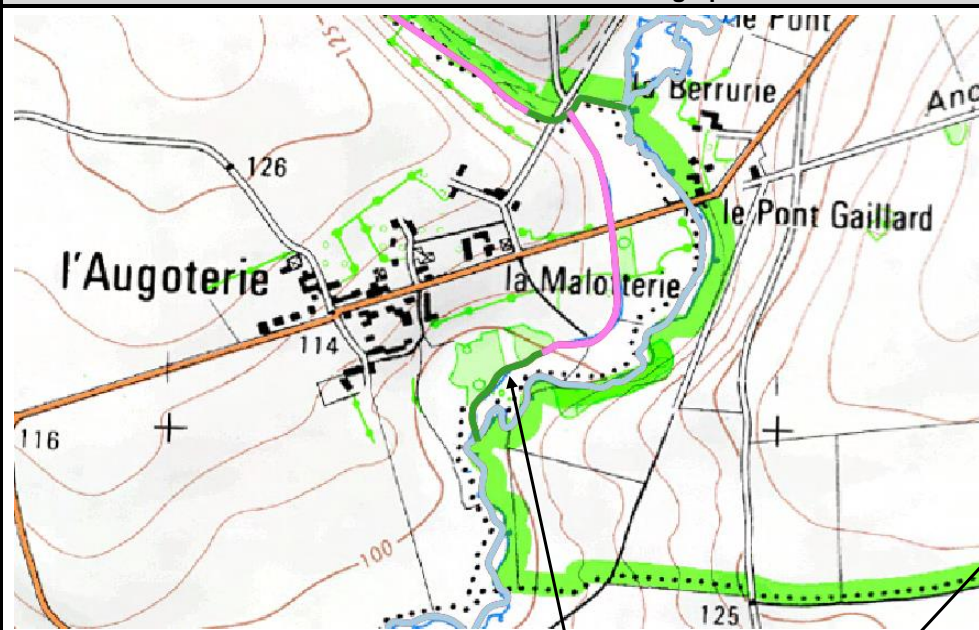 le Pont
125
la Berrurie
Anc
126
le Pont Gaillard
l'Augoterie
la Malotterie
114
116
100
125